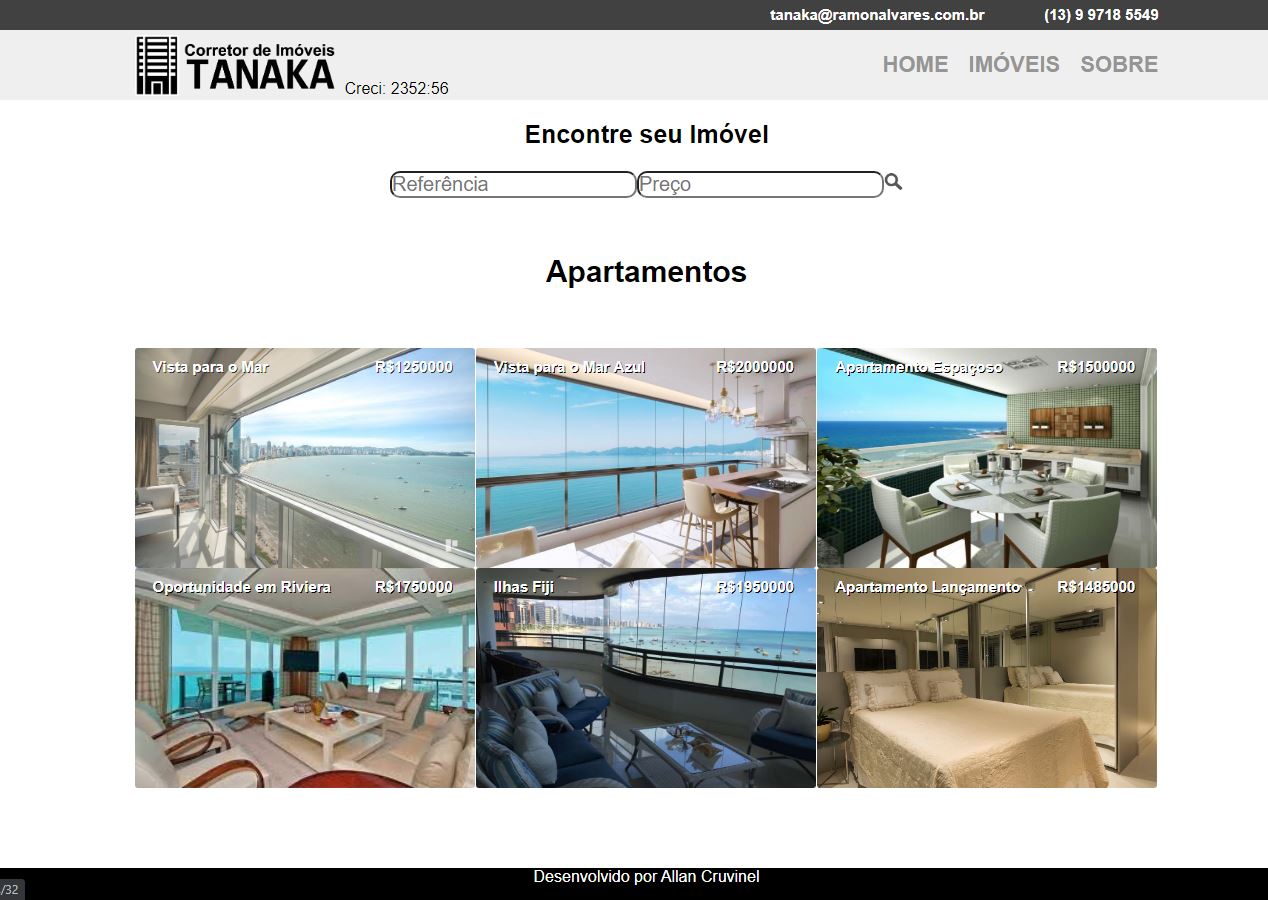 tanaka@ramonalvares.com.br (13) 9 9718 5549
Corretor de Imóveis
TANAKA
Creci: 2352:56
HOME IMÓVEIS SOBRE
Encontre seu Imóvel
Referência Preço
Apartamentos
Vista para o Mar R$1250000
Vista para o Mar Azul R$2000000
Apartamento Espaçoso R$1500000
Oportunidade em Riviera R$1750000
Ilhas Fiji R$1950000
Apartamento Lançamento R$1485000
Desenvolvido por Allan Cruvinel
/32